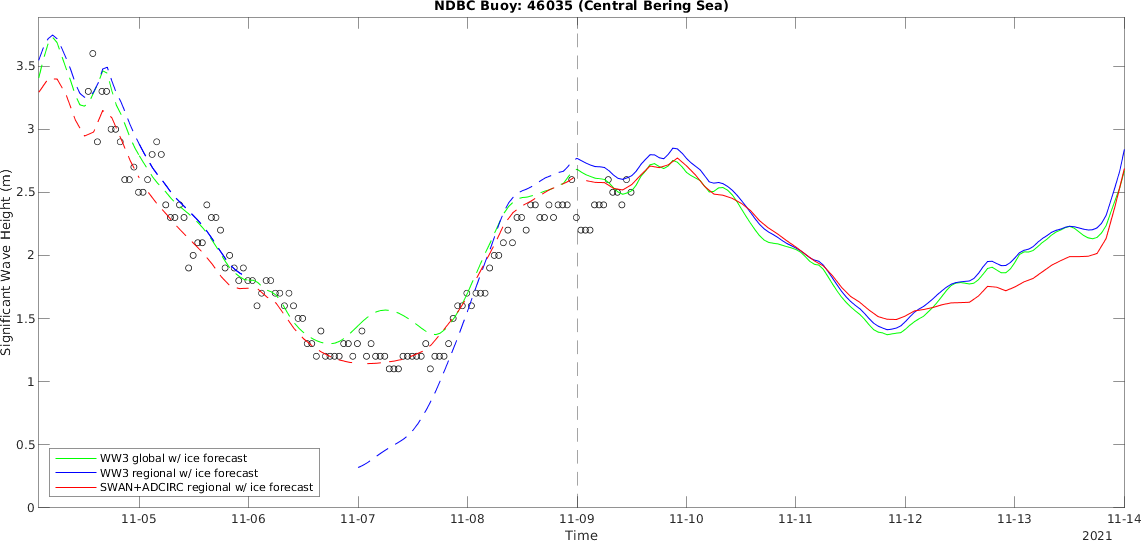 NDBC Buoy: 46035 (Central Bering Sea)
Significant Wave Height (m)
3.5
3
2.5
2
1.5
1
0.5
0
WW3 global w/ ice forecast
WW3 regional w/ ice forecast
SWAN+ADCIRC regional w/ ice forecast
11-05 11-06 11-07 11-08 11-09 11-10 11-11 11-12 11-13 11-14
Time
2021